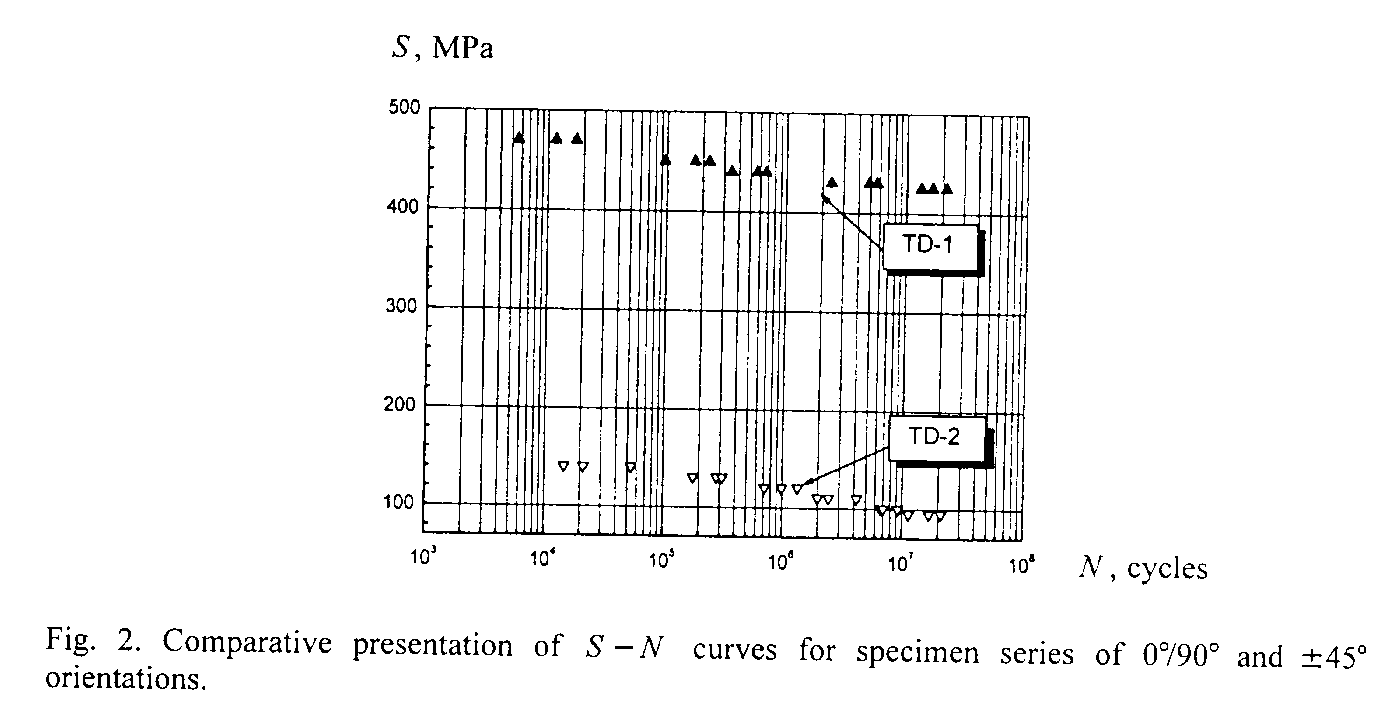 S, MPa
500
400
300
200
100
TD-1
TD-2
10³ 10⁴ 10⁵ 10⁶ 10⁷ 10⁸
N, cycles
Fig. 2. Comparative presentation of S – N curves for specimen series of 0°/90° and ±45°
orientations.